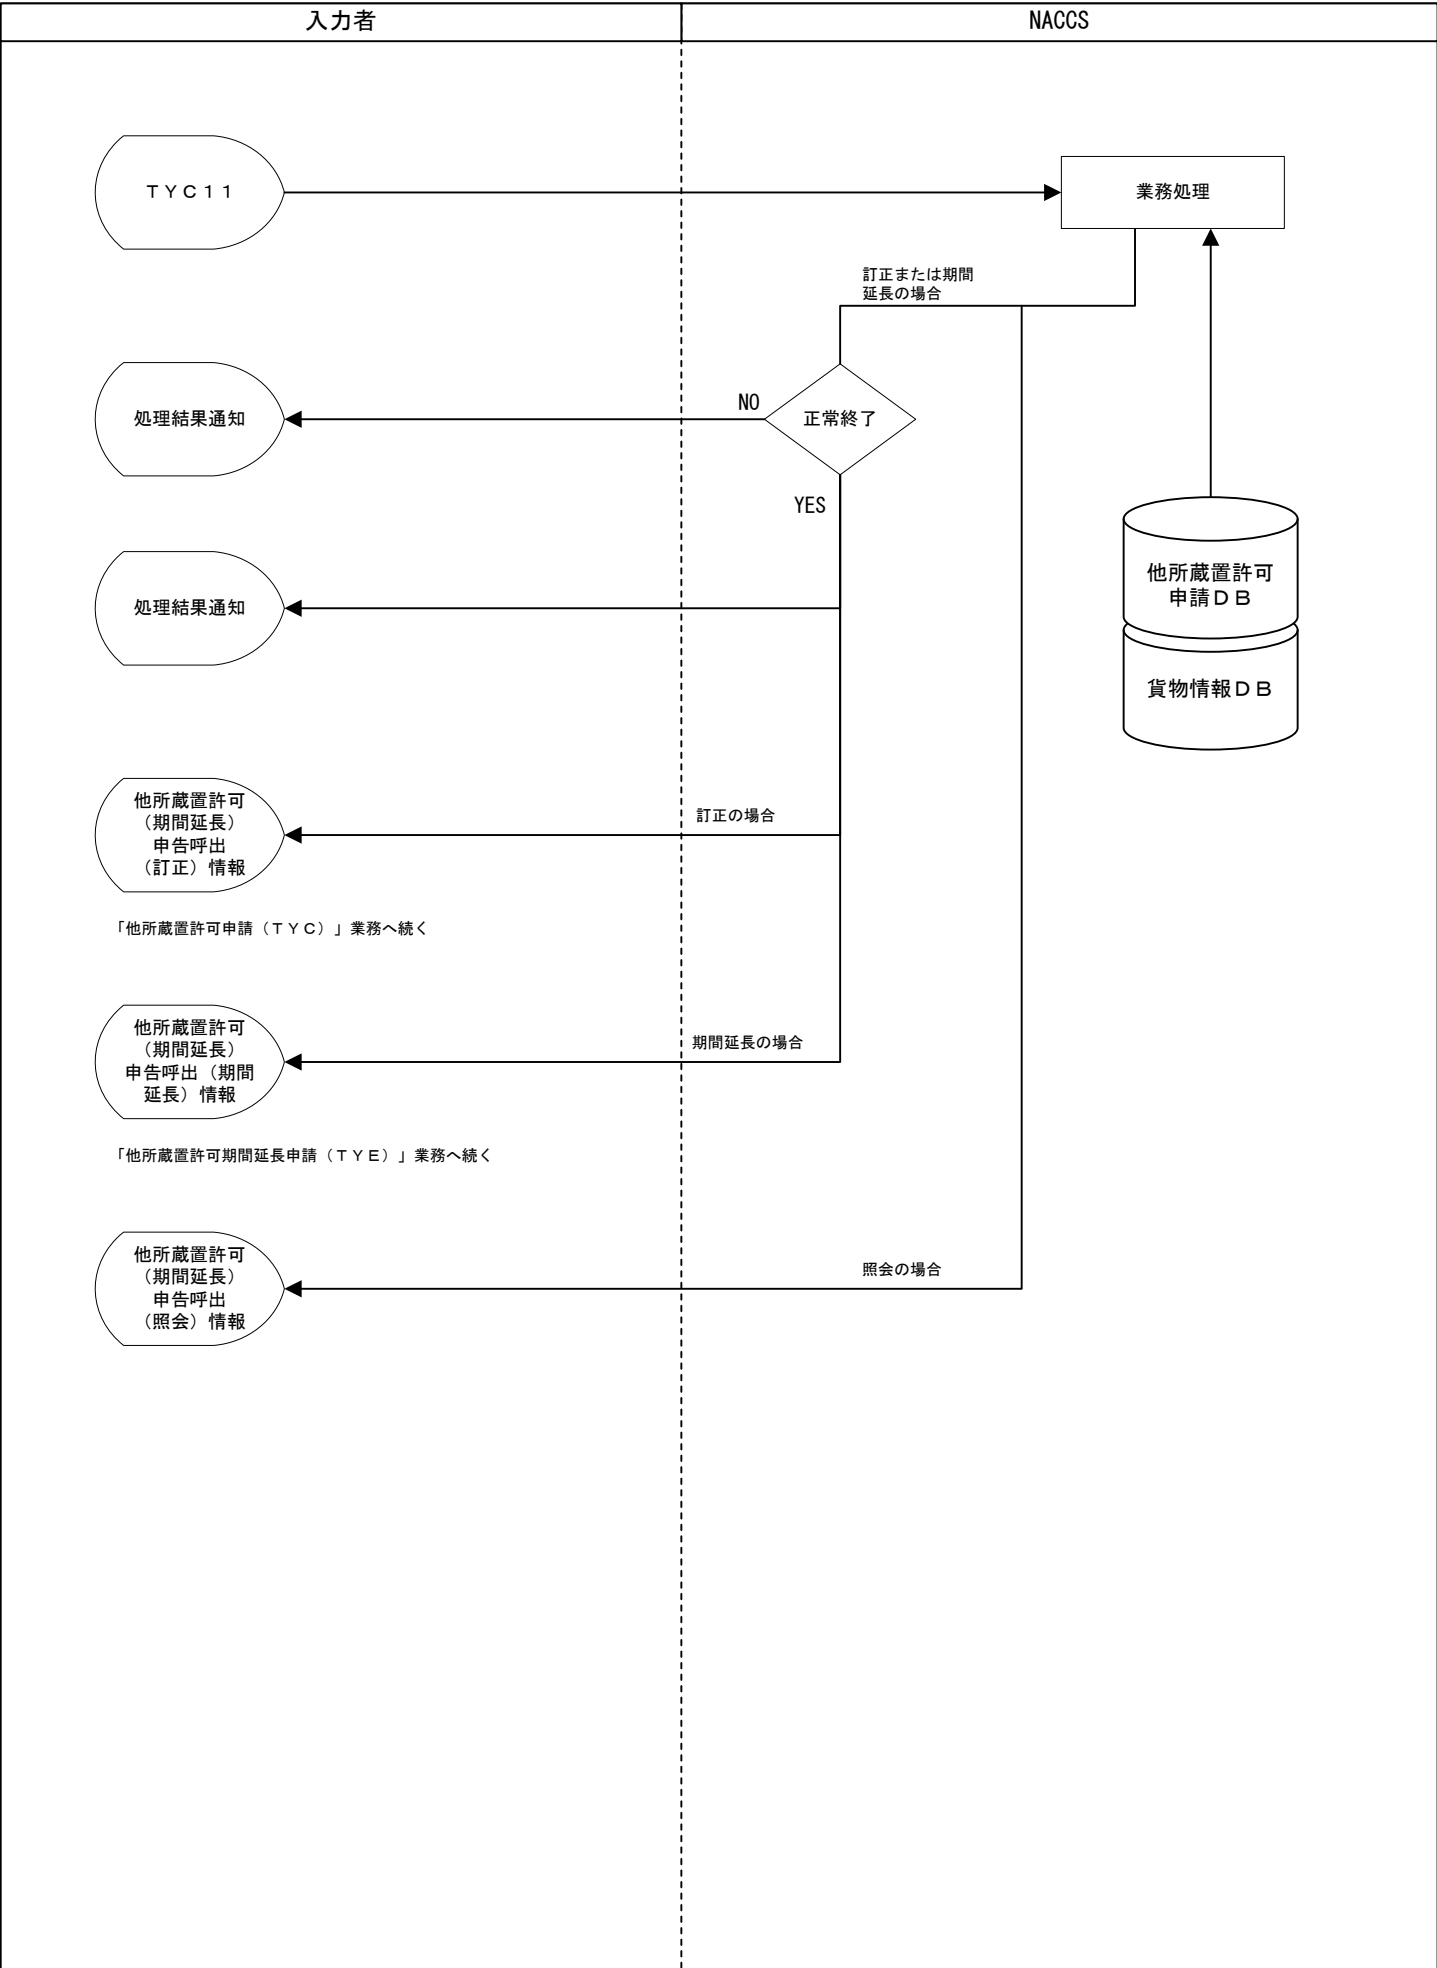 入力者
NACCS
ＴＹＣ１１
業務処理
訂正または期間
延長の場合
処理結果通知
NO
正常終了
YES
処理結果通知
他所蔵置許可
申請ＤＢ
貨物情報ＤＢ
他所蔵置許可
（期間延長）
申告呼出
（訂正）情報
訂正の場合
「他所蔵置許可申請（ＴＹＣ）」業務へ続く
他所蔵置許可
（期間延長）
申告呼出（期間
延長）情報
期間延長の場合
「他所蔵置許可期間延長申請（ＴＹＥ）」業務へ続く
他所蔵置許可
（期間延長）
申告呼出
（照会）情報
照会の場合